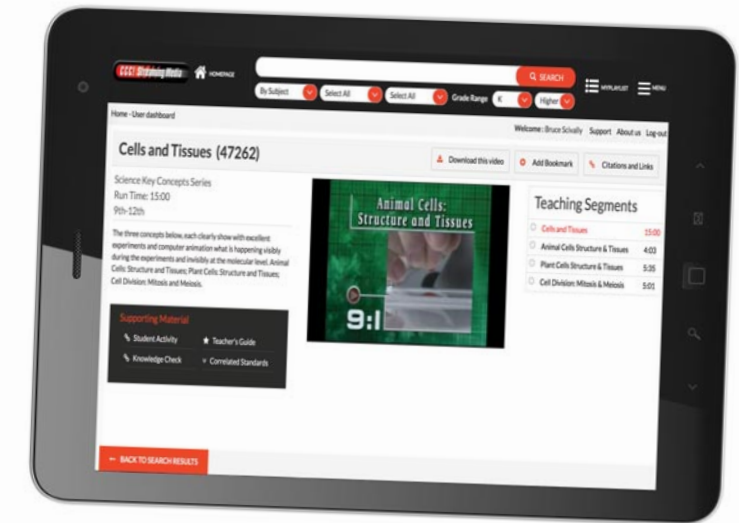 CCC! Streaming Media HOMEPAGE
SEARCH
MY PLAYLIST MENU
By Subject Select All Select All Grade Range K Higher
Home - User dashboard
Welcome : Bruce Scivally Support About us Log-out
Cells and Tissues (47262)
Download this video Add Bookmark Citations and Links
Science Key Concepts Series
Run Time: 15:00
9th-12th
The three concepts below, each clearly show with excellent
experiments and computer animation what is happening visibly
during the experiments and invisibly at the molecular level. Animal
Cells: Structure and Tissues; Plant Cells: Structure and Tissues;
Cell Division: Mitosis and Meiosis.
Supporting Material
Student Activity Teacher's Guide
Knowledge Check Correlated Standards
Animal Cells:
Structure and Tissues
9:1
Teaching Segments
Cells and Tissues 15:00
Animal Cells Structure & Tissues 4:03
Plant Cells Structure & Tissues 5:35
Cell Division: Mitosis & Meiosis 5:01
BACK TO SEARCH RESULTS